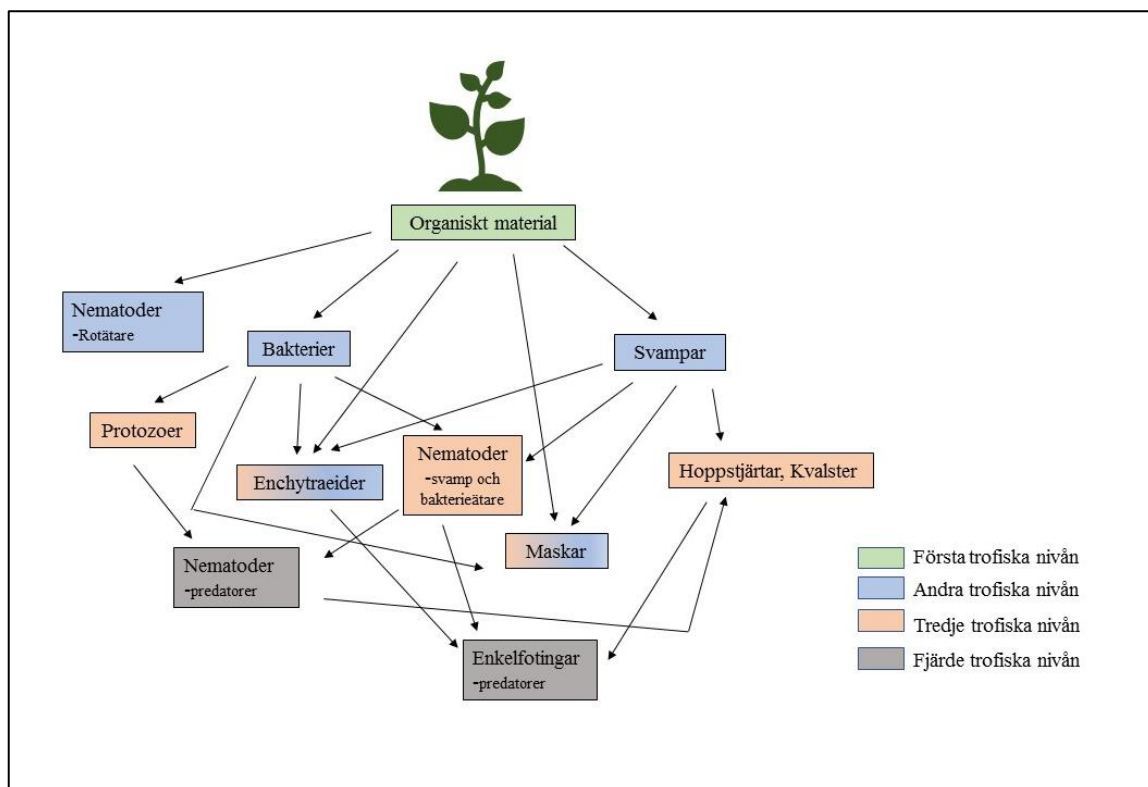 Organiskt material
Nematoder
-Rotätare
Bakterier
Svampar
Protozoer
Enchytraeider
Nematoder
-svamp och
bakterieätare
Hoppstjärtar, Kvalster
Nematoder
-predatorer
Maskar
Enkelfotingar
-predatorer
Första trofiska nivån
Andra trofiska nivån
Tredje trofiska nivån
Fjärde trofiska nivån